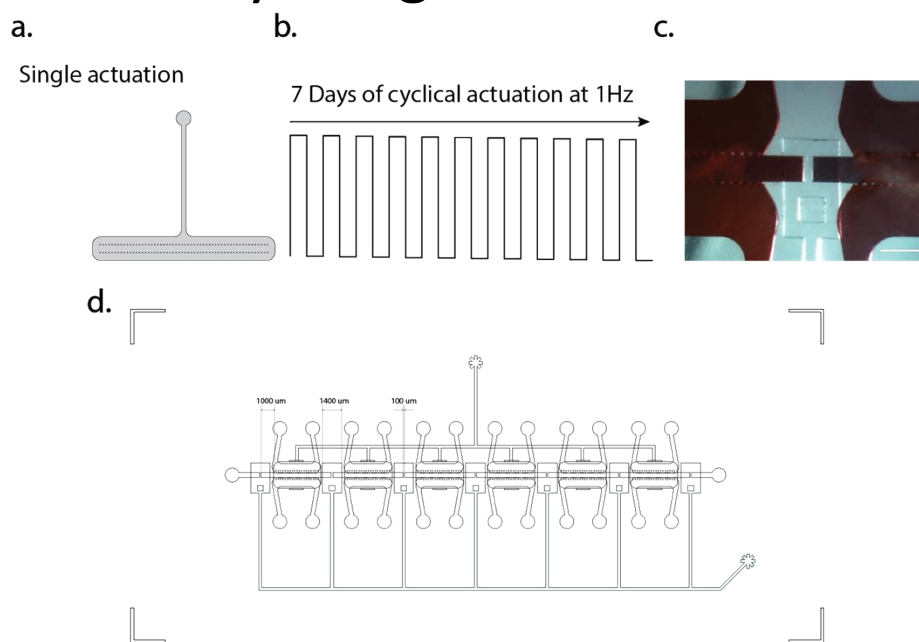 a.
b.
c.
Single actuation
7 Days of cyclical actuation at 1Hz
d.
1000 um
1400 um
100 um